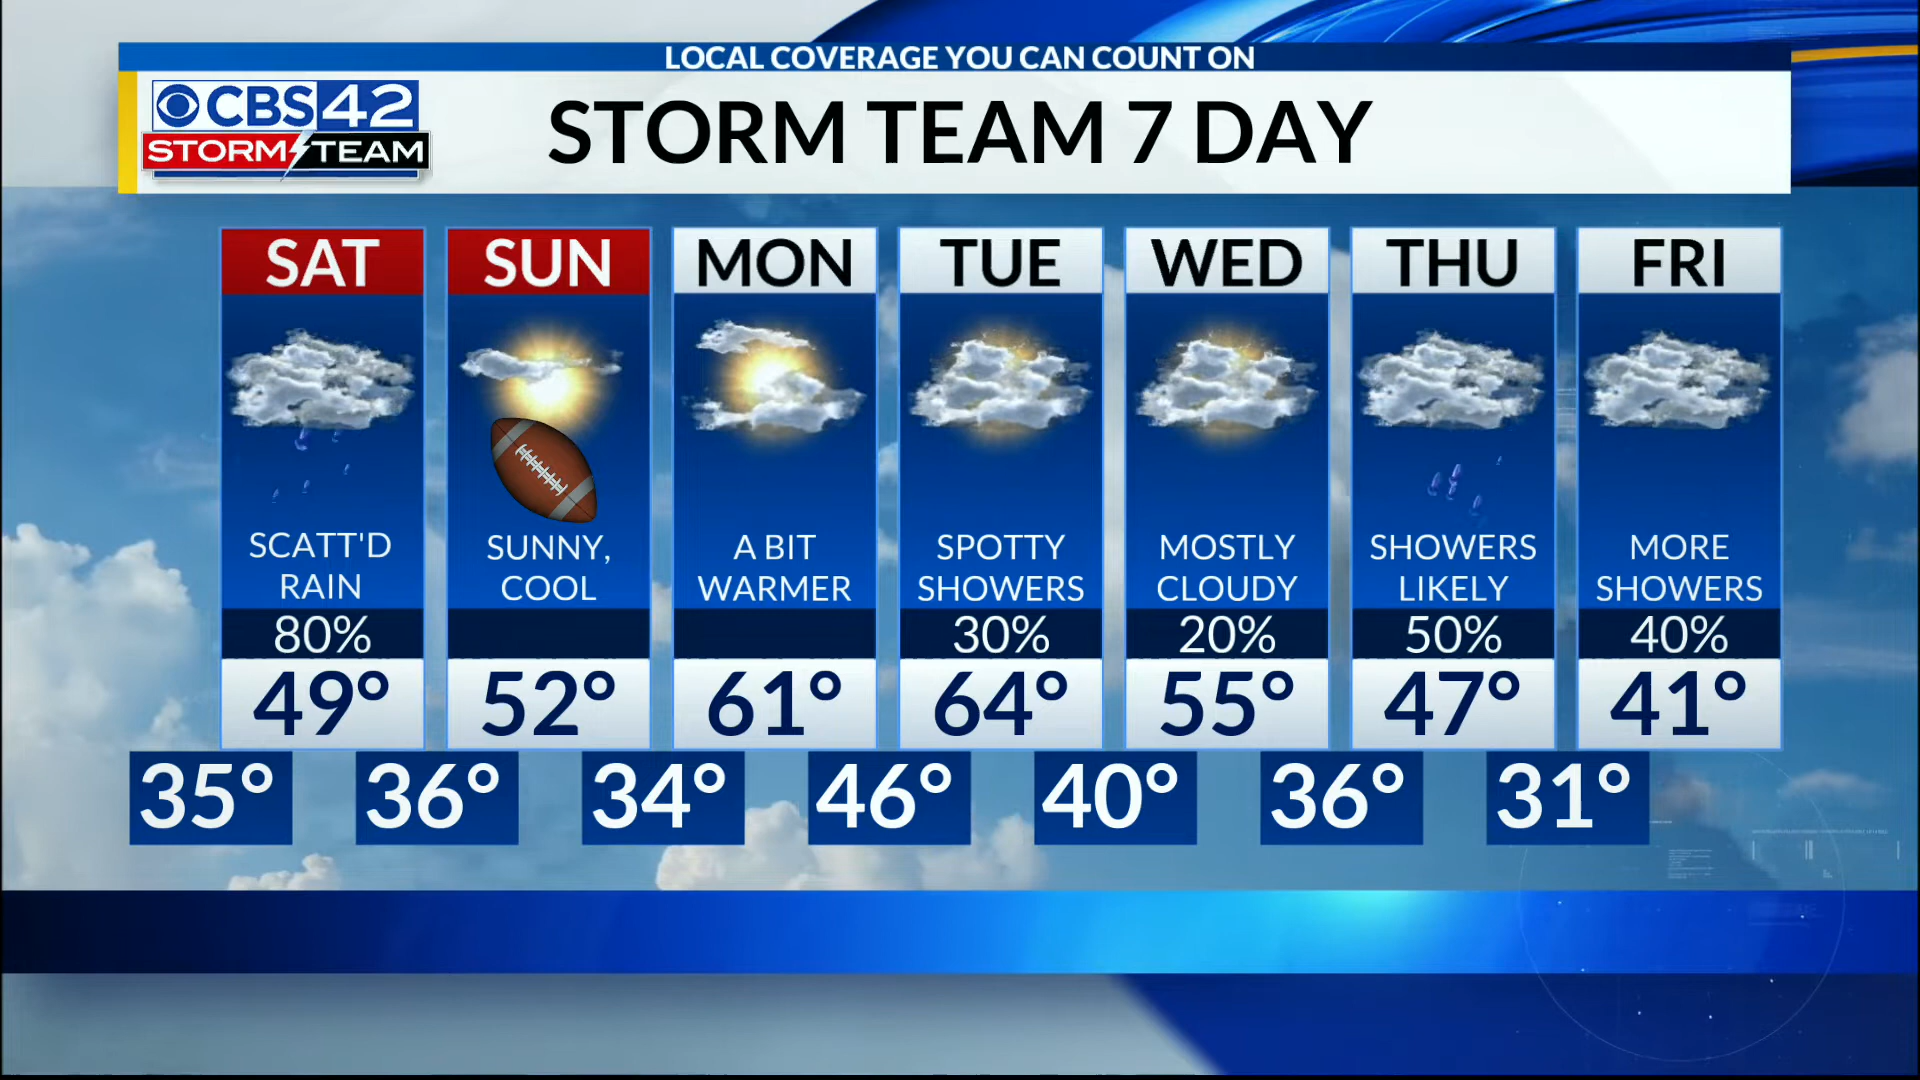 LOCAL COVERAGE YOU CAN COUNT ON
CBS 42
STORM TEAM
STORM TEAM 7 DAY
SAT
SCATT'D
RAIN
80%
49°
SUN
SUNNY,
COOL
52°
MON
A BIT
WARMER
61°
TUE
SPOTTY
SHOWERS
30%
64°
WED
MOSTLY
CLOUDY
20%
55°
THU
SHOWERS
LIKELY
50%
47°
FRI
MORE
SHOWERS
40%
41°
35°
36°
34°
46°
40°
36°
31°